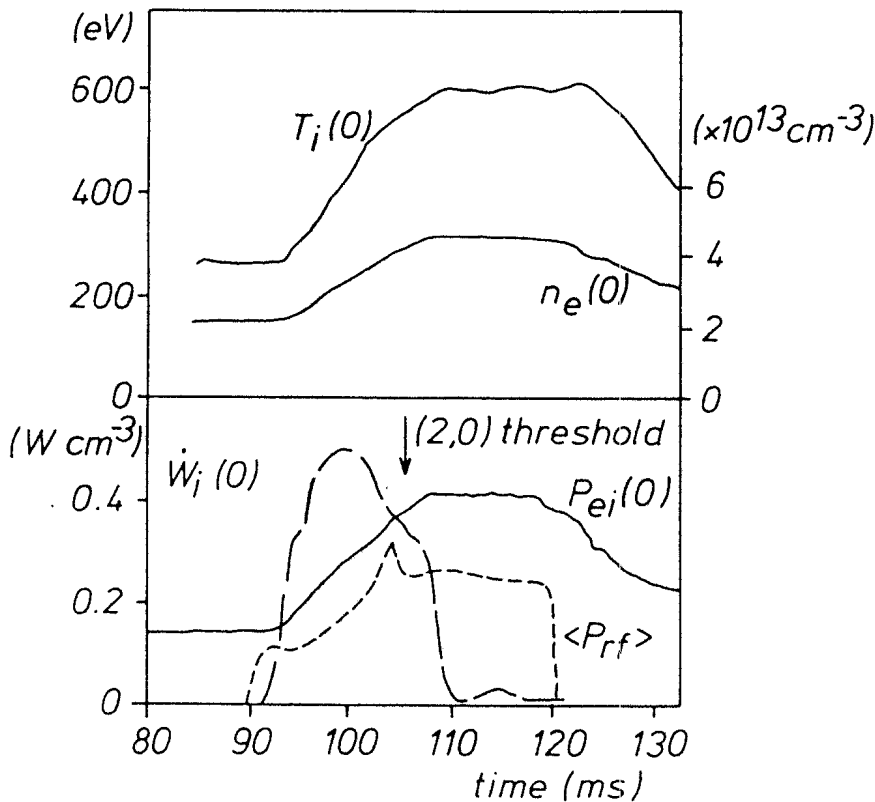 (eV)
600
400
200
0
T_i(0)
n_e(0)
(×10^13 cm^-3)
6
4
2
0
(W cm^-3)
0.4
0.2
0
Ẇ_i(0)
(2,0) threshold
P_ei(0)
<P_rf>
80 90 100 110 120 130
time (ms)